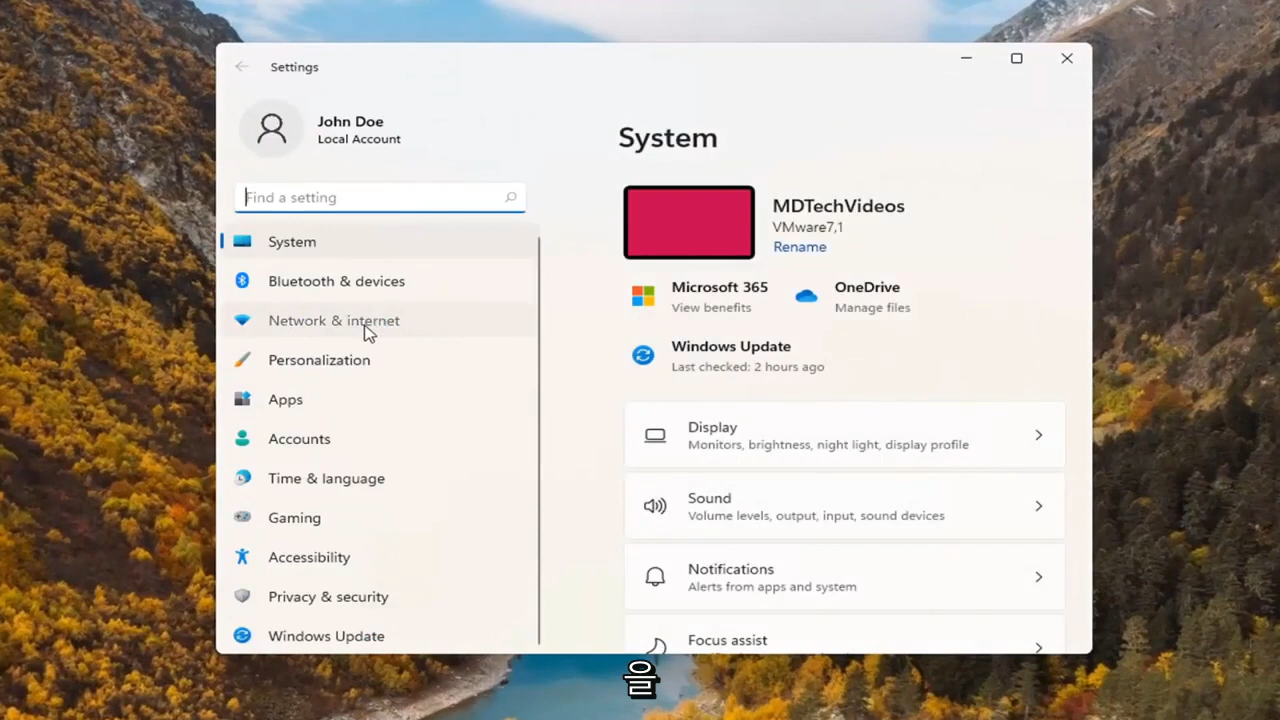 Settings
John Doe
Local Account
Find a setting
System
Bluetooth & devices
Network & internet
Personalization
Apps
Accounts
Time & language
Gaming
Accessibility
Privacy & security
Windows Update
System
MDTechVideos
VMware7,1
Rename
Microsoft 365
View benefits
OneDrive
Manage files
Windows Update
Last checked: 2 hours ago
Display
Monitors, brightness, night light, display profile
Sound
Volume levels, output, input, sound devices
Notifications
Alerts from apps and system
Focus assist
을